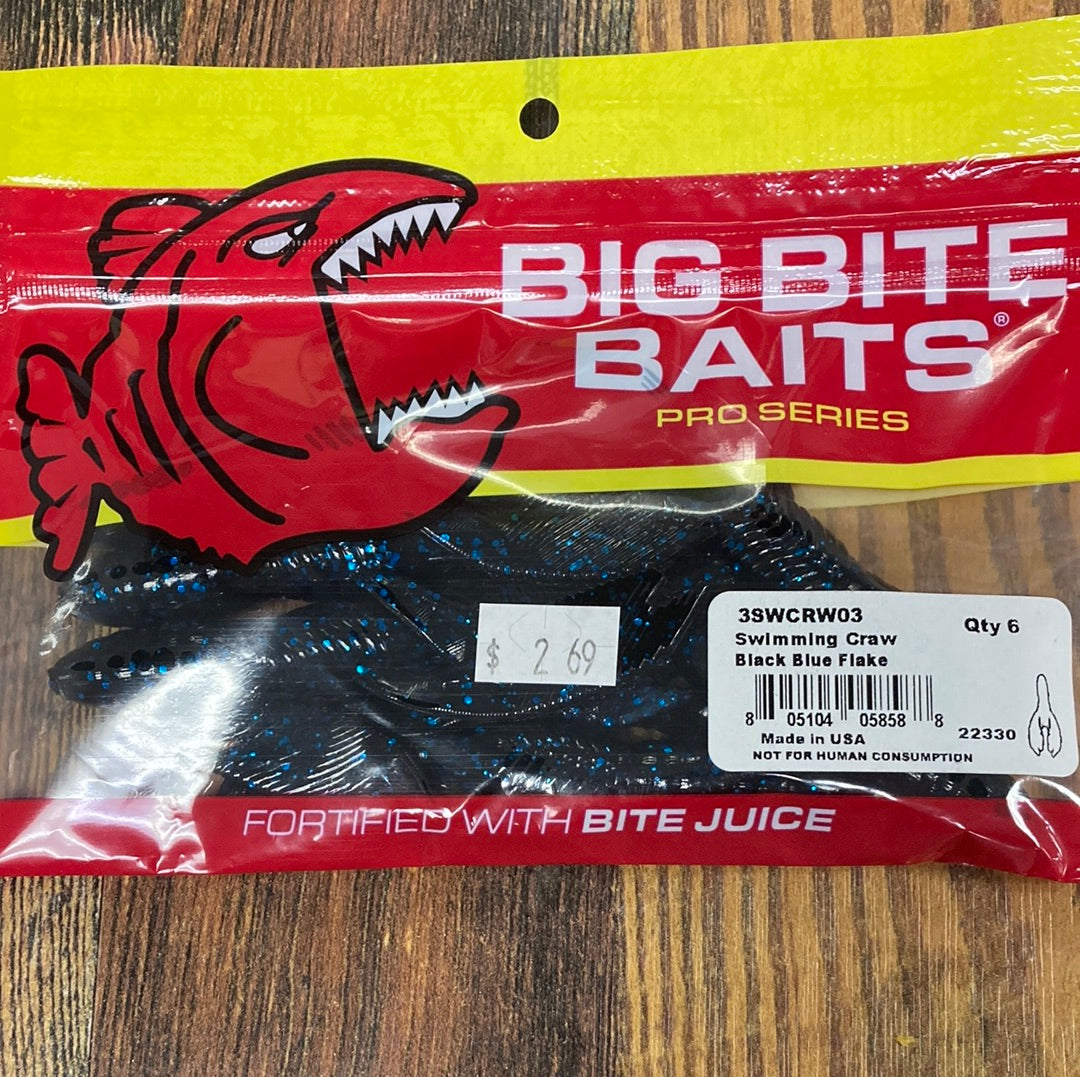 BIG BITE
BAITS®
PRO SERIES
$ 2 69
3SWCRW03
Qty 6
Swimming Craw
Black Blue Flake
8 05104 05858 8
Made in USA
22330
NOT FOR HUMAN CONSUMPTION
FORTIFIED WITH BITE JUICE